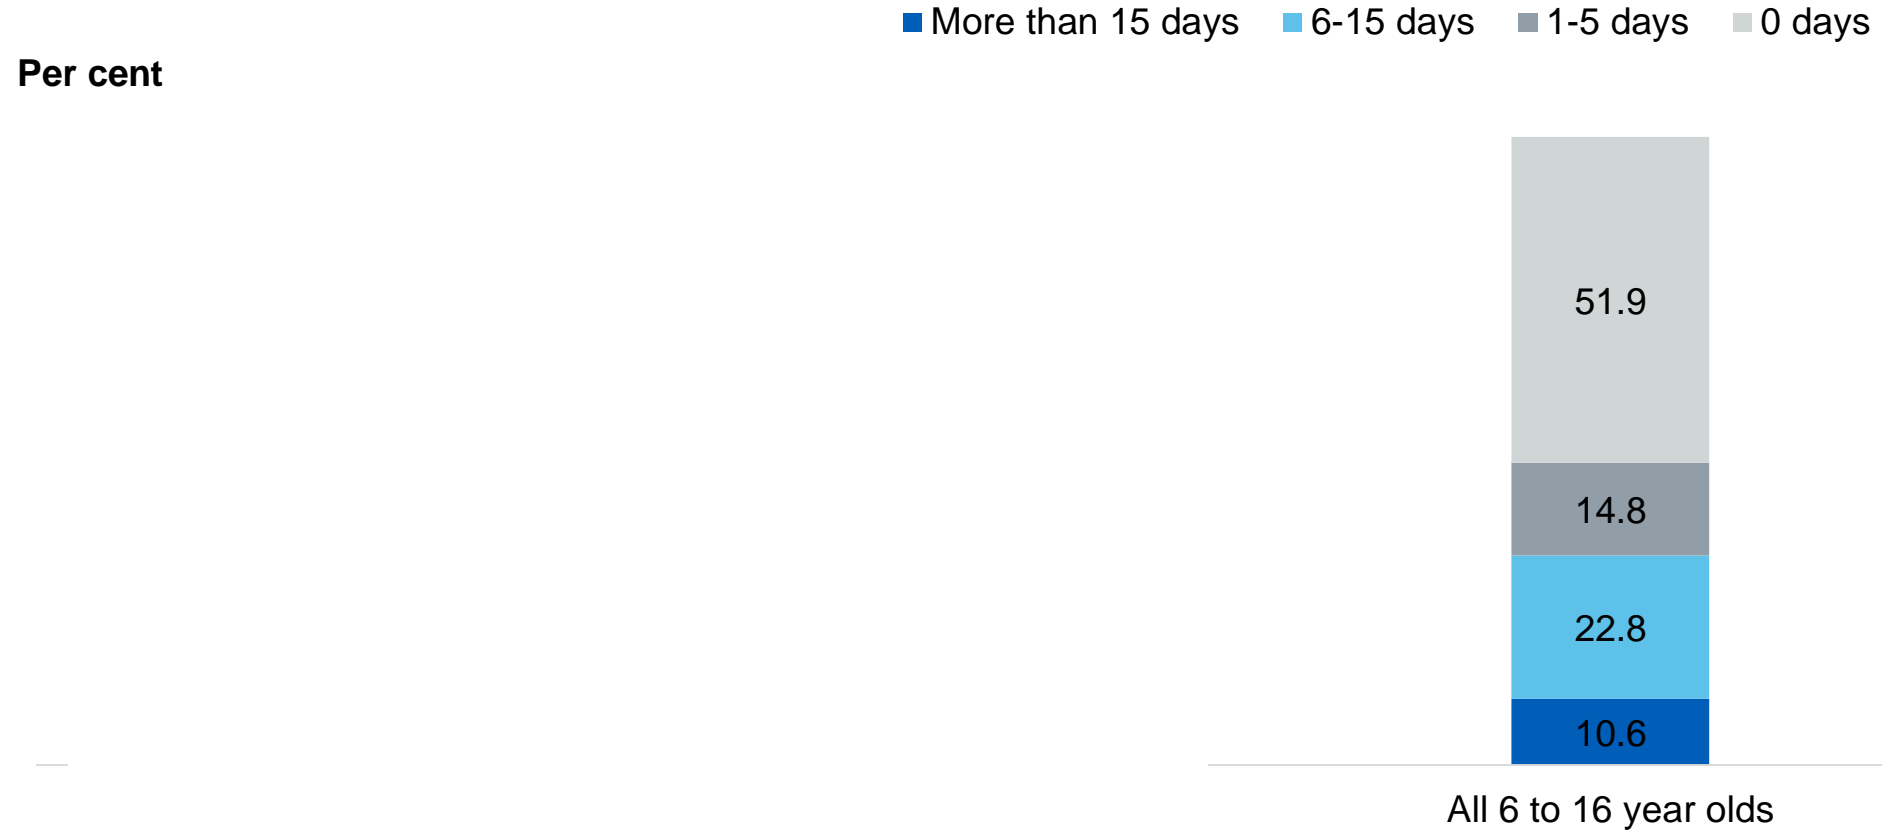 More than 15 days 6-15 days 1-5 days 0 days
Per cent
51.9
14.8
22.8
10.6
All 6 to 16 year olds